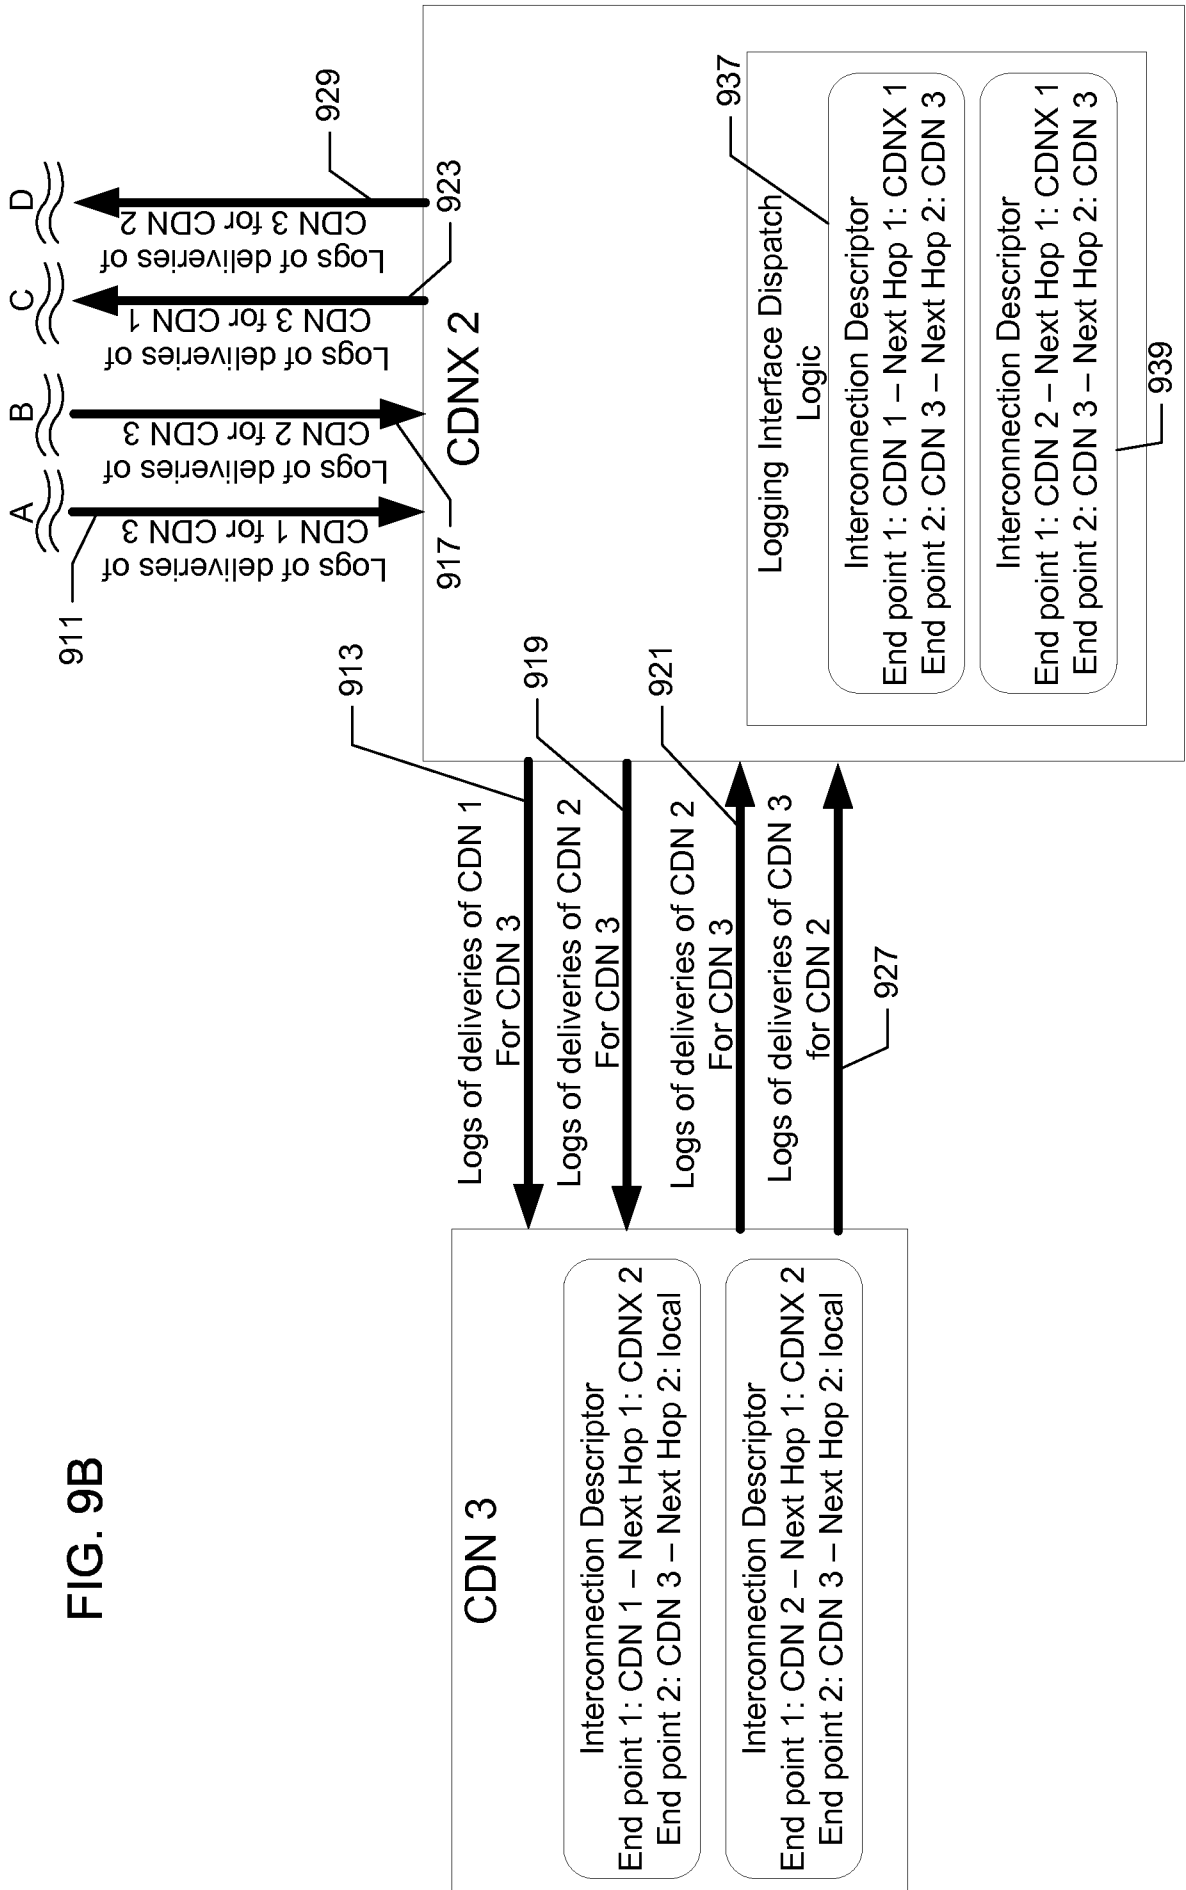 FIG. 9B
CDN 3
Interconnection Descriptor
End point 1: CDN 1 – Next Hop 1: CDNX 2
End point 2: CDN 3 – Next Hop 2: local
Interconnection Descriptor
End point 1: CDN 2 – Next Hop 1: CDNX 2
End point 2: CDN 3 – Next Hop 2: local
Logs of deliveries of CDN 1
For CDN 3
913
Logs of deliveries of CDN 2
For CDN 3
919
Logs of deliveries of CDN 2
For CDN 3
921
Logs of deliveries of CDN 3
for CDN 2
927
A
Logs of deliveries of
CDN 1 for CDN 3
911
B
Logs of deliveries of
CDN 2 for CDN 3
917
C
Logs of deliveries of
CDN 3 for CDN 1
923
D
Logs of deliveries of
CDN 3 for CDN 2
929
CDNX 2
Logging Interface Dispatch
Logic
937
Interconnection Descriptor
End point 1: CDN 1 – Next Hop 1: CDNX 1
End point 2: CDN 3 – Next Hop 2: CDN 3
Interconnection Descriptor
End point 1: CDN 2 – Next Hop 1: CDNX 1
End point 2: CDN 3 – Next Hop 2: CDN 3
939